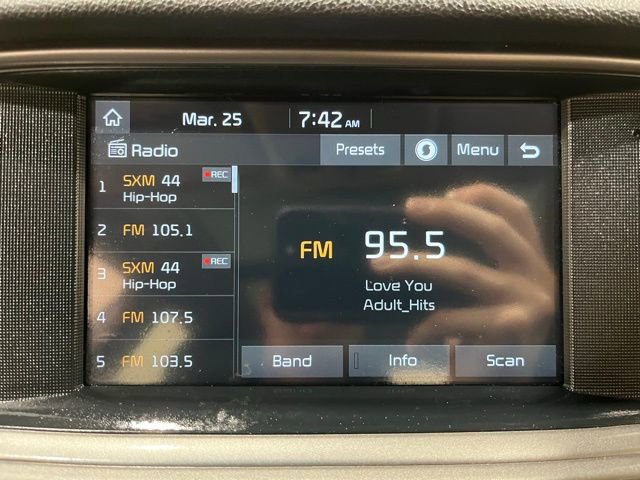 Mar. 25 7:42 AM
Radio Presets Menu
1 SXM 44 REC
Hip-Hop
2 FM 105.1
3 SXM 44 REC
Hip-Hop
4 FM 107.5
5 FM 103.5
FM 95.5
Love You
Adult_Hits
Band Info Scan